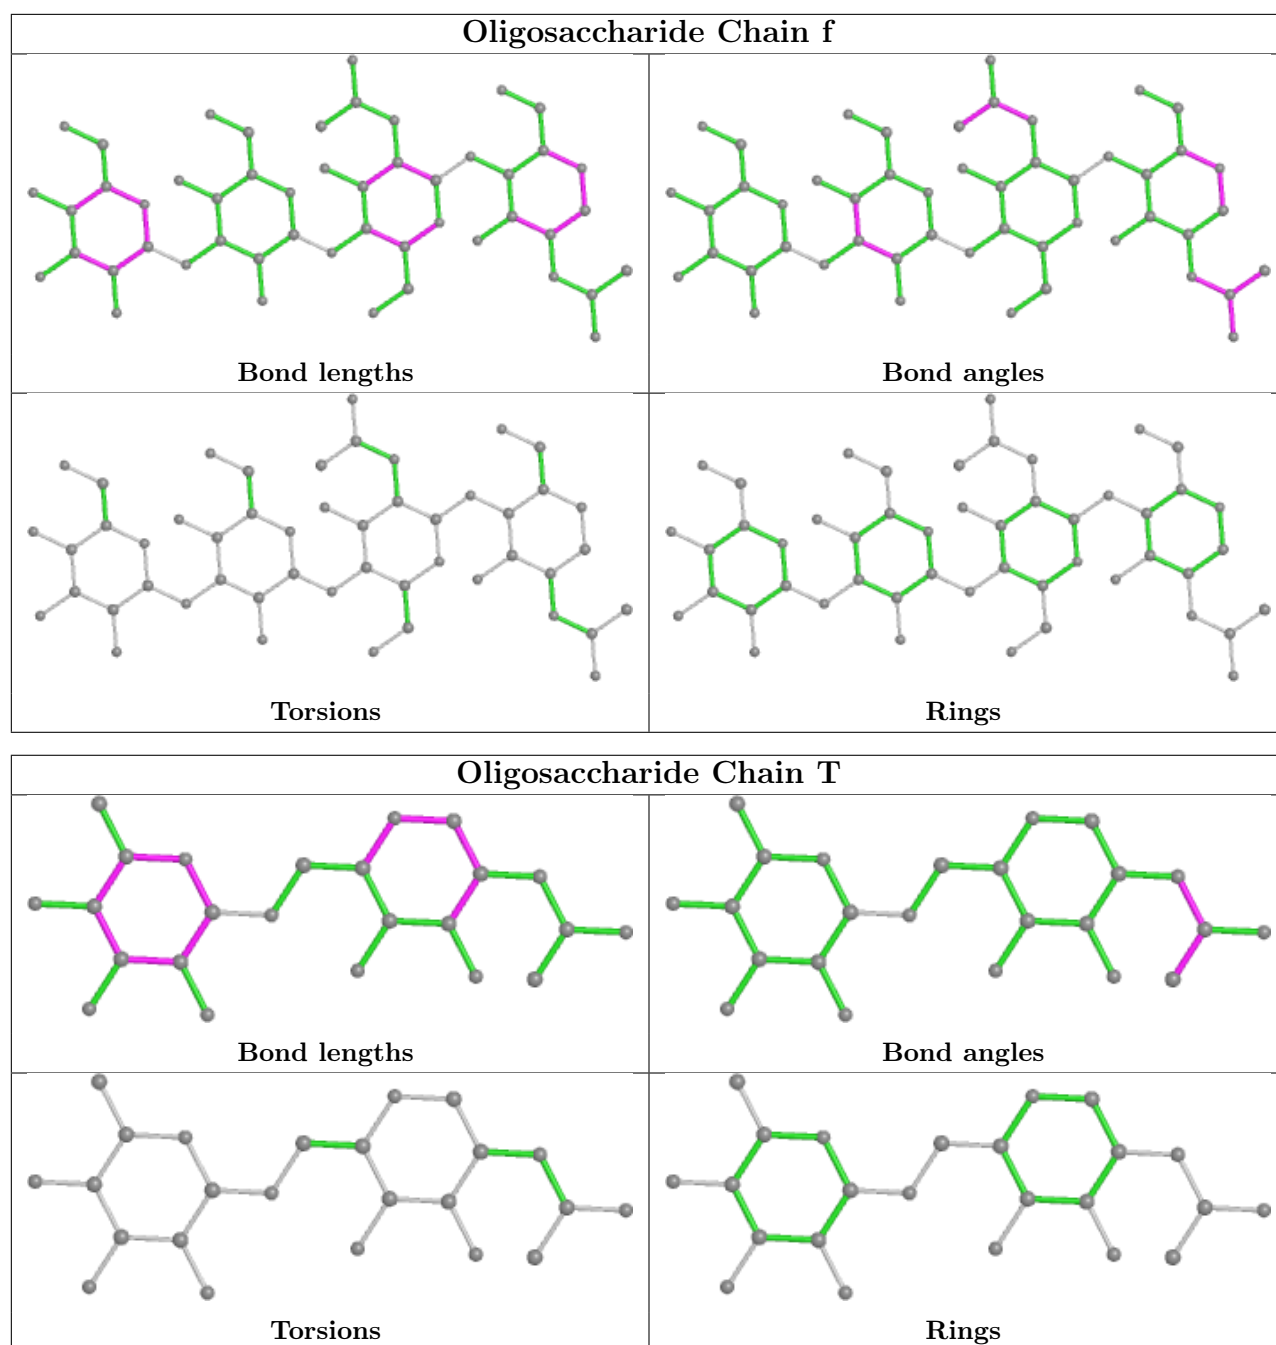 Oligosaccharide Chain f
Bond lengths
Bond angles
Torsions
Rings
Oligosaccharide Chain T
Bond lengths
Bond angles
Torsions
Rings